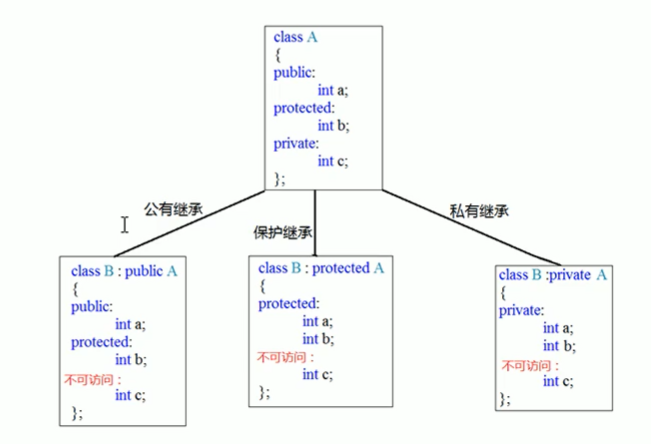 class A
{
public:
int a;
protected:
int b;
private:
int c;
};
公有继承
保护继承
私有继承
class B : public A
{
public:
int a;
protected:
int b;
不可访问：
int c;
};
class B : protected A
{
protected:
int a;
int b;
不可访问：
int c;
};
class B :private A
{
private:
int a;
int b;
不可访问：
int c;
};